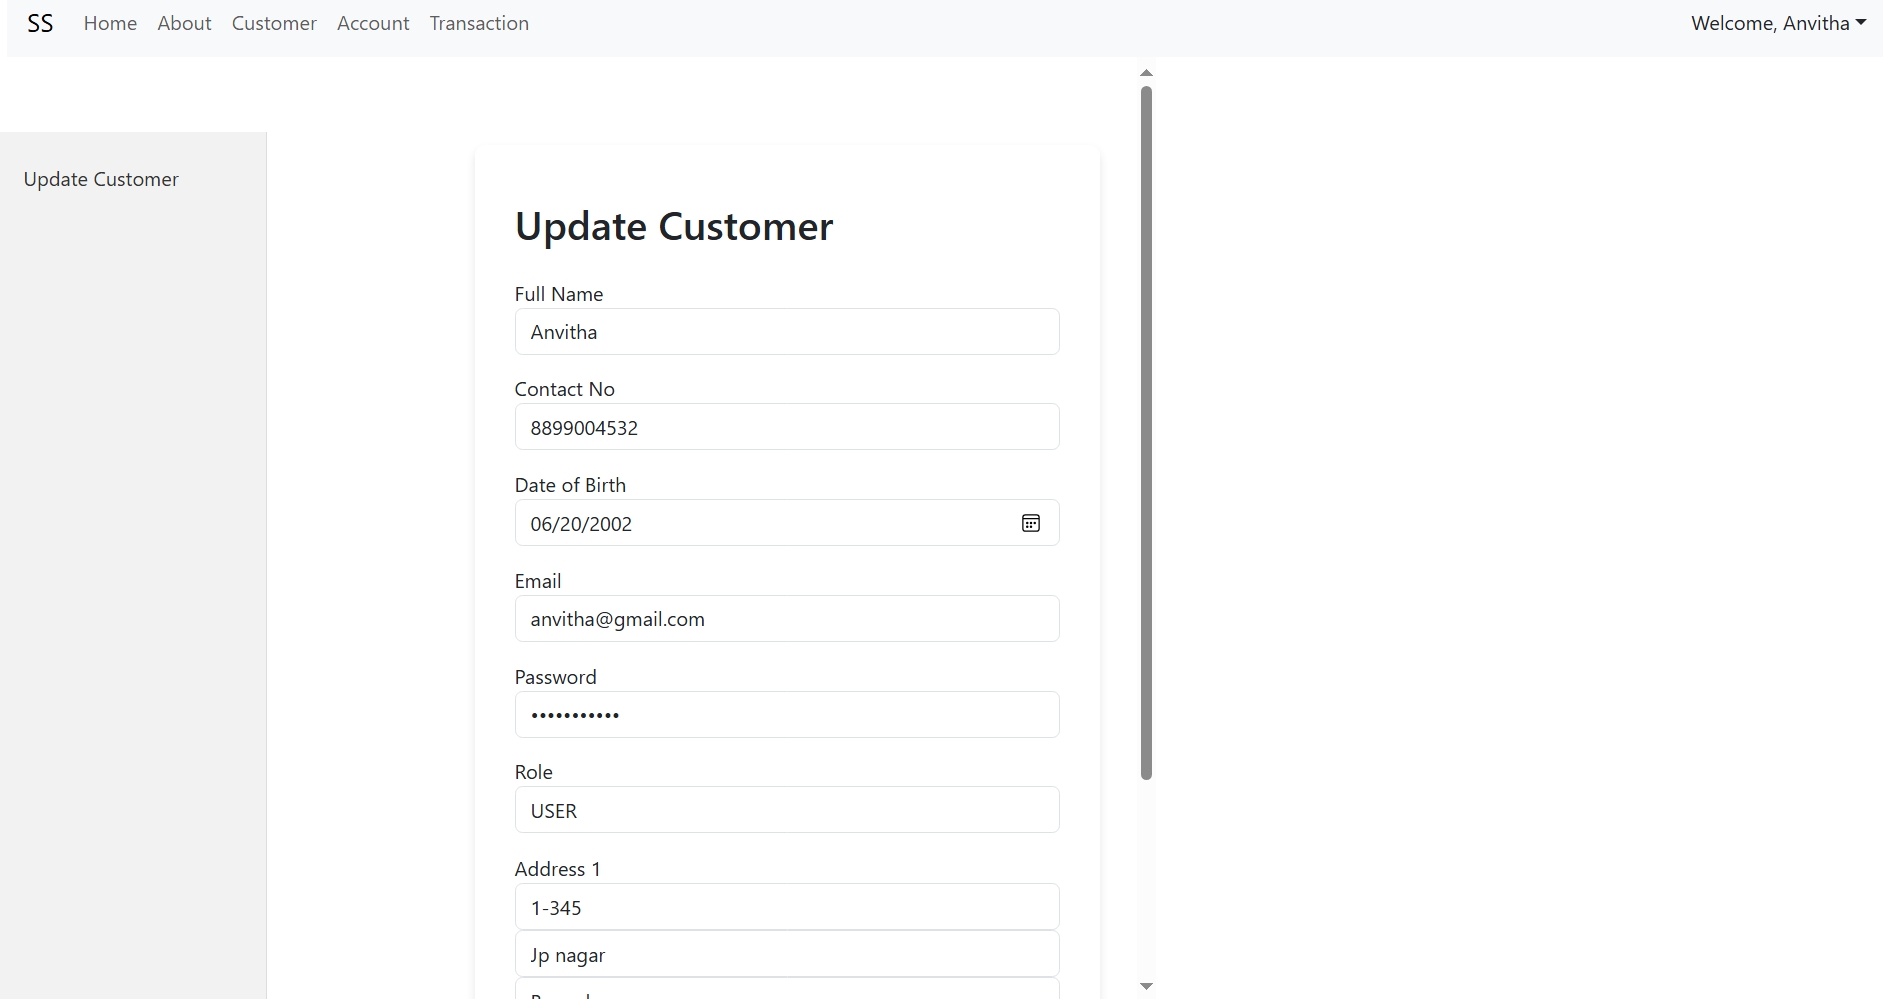 SS Home About Customer Account Transaction Welcome, Anvitha
Update Customer
Update Customer
Full Name
Anvitha
Contact No
8899004532
Date of Birth
06/20/2002
Email
anvitha@gmail.com
Password
•••••••••••
Role
USER
Address 1
1-345
Jp nagar